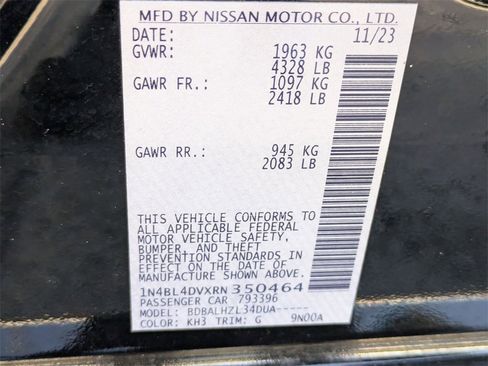 MFD BY NISSAN MOTOR CO., LTD.
DATE: 11/23
GVWR: 1963 KG
4328 LB
GAWR FR.: 1097 KG
2418 LB
GAWR RR.: 945 KG
2083 LB
THIS VEHICLE CONFORMS TO
ALL APPLICABLE FEDERAL
MOTOR VEHICLE SAFETY,
BUMPER, AND THEFT
PREVENTION STANDARDS IN
EFFECT ON THE DATE OF
MANUFACTURE SHOWN ABOVE.
1N4BL4DVXRN350464
PASSENGER CAR 793396
MODEL: BDBALHZL34DUA-----
COLOR: KH3 TRIM: G 9N00A